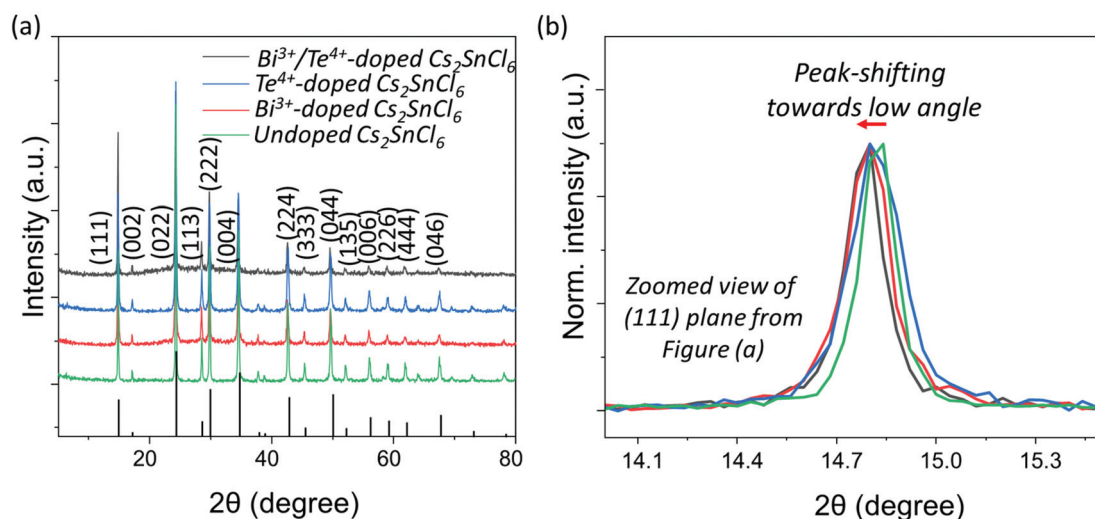 (a)
Bi³⁺/Te⁴⁺-doped Cs₂SnCl₆
Te⁴⁺-doped Cs₂SnCl₆
Bi³⁺-doped Cs₂SnCl₆
Undoped Cs₂SnCl₆
(111)
(002)
(022)
(113)
(222)
(004)
(224)
(333)
(044)
(135)
(006)
(226)
(444)
(046)
Intensity (a.u.)
20
40
60
80
2θ (degree)
(b)
Peak-shifting
towards low angle
Zoomed view of
(111) plane from
Figure (a)
Norm. intensity (a.u.)
14.1
14.4
14.7
15.0
15.3
2θ (degree)